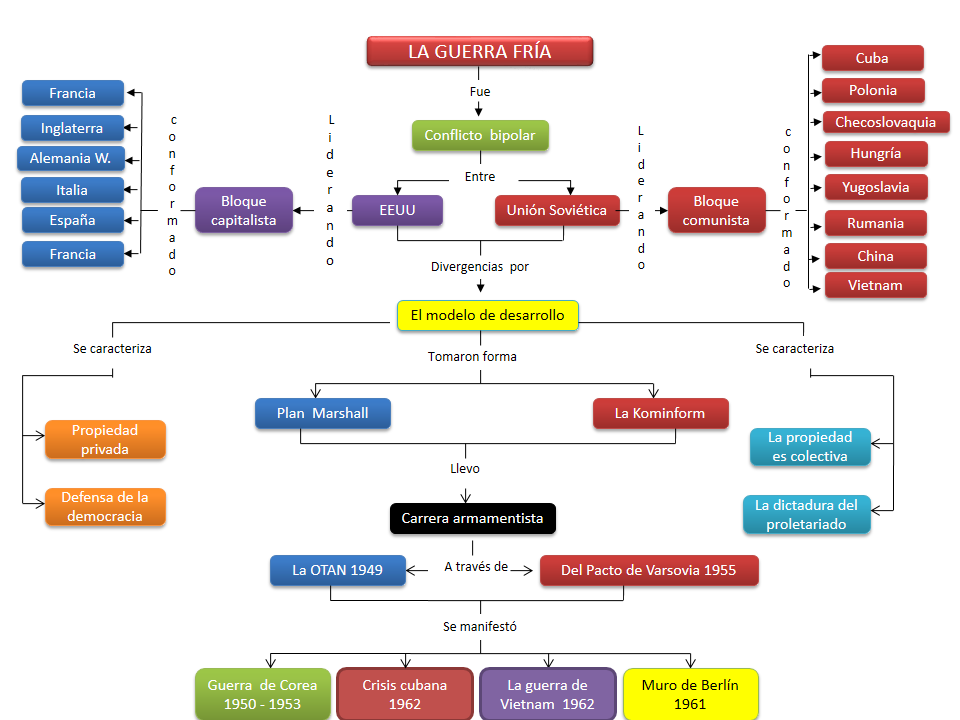 LA GUERRA FRÍA
Fue
Conflicto bipolar
Entre
EEUU
Unión Soviética
Liderando
Bloque
capitalista
conformado
Francia
Inglaterra
Alemania W.
Italia
España
Francia
Liderando
Bloque
comunista
conformado
Cuba
Polonia
Checoslovaquia
Hungría
Yugoslavia
Rumania
China
Vietnam
Divergencias por
El modelo de desarrollo
Se caracteriza
Tomaron forma
Se caracteriza
Propiedad
privada
Defensa de la
democracia
Plan Marshall
La Kominform
La propiedad
es colectiva
La dictadura del
proletariado
Llevo
Carrera armamentista
A través de
La OTAN 1949
Del Pacto de Varsovia 1955
Se manifestó
Guerra de Corea
1950 - 1953
Crisis cubana
1962
La guerra de
Vietnam 1962
Muro de Berlín
1961